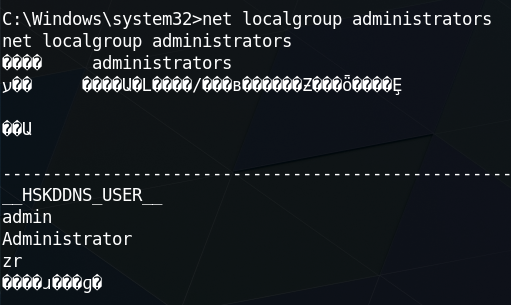 C:\Windows\system32>net localgroup administrators
net localgroup administrators
���� administrators
ע�� ����Ա�Լ����/���в������Ƶ���ȫ����Ȩ
��Ա
-------------------------------------------------------------------------------
__HSKDDNS_USER__
admin
Administrator
zr
����ɹ���ɡ�